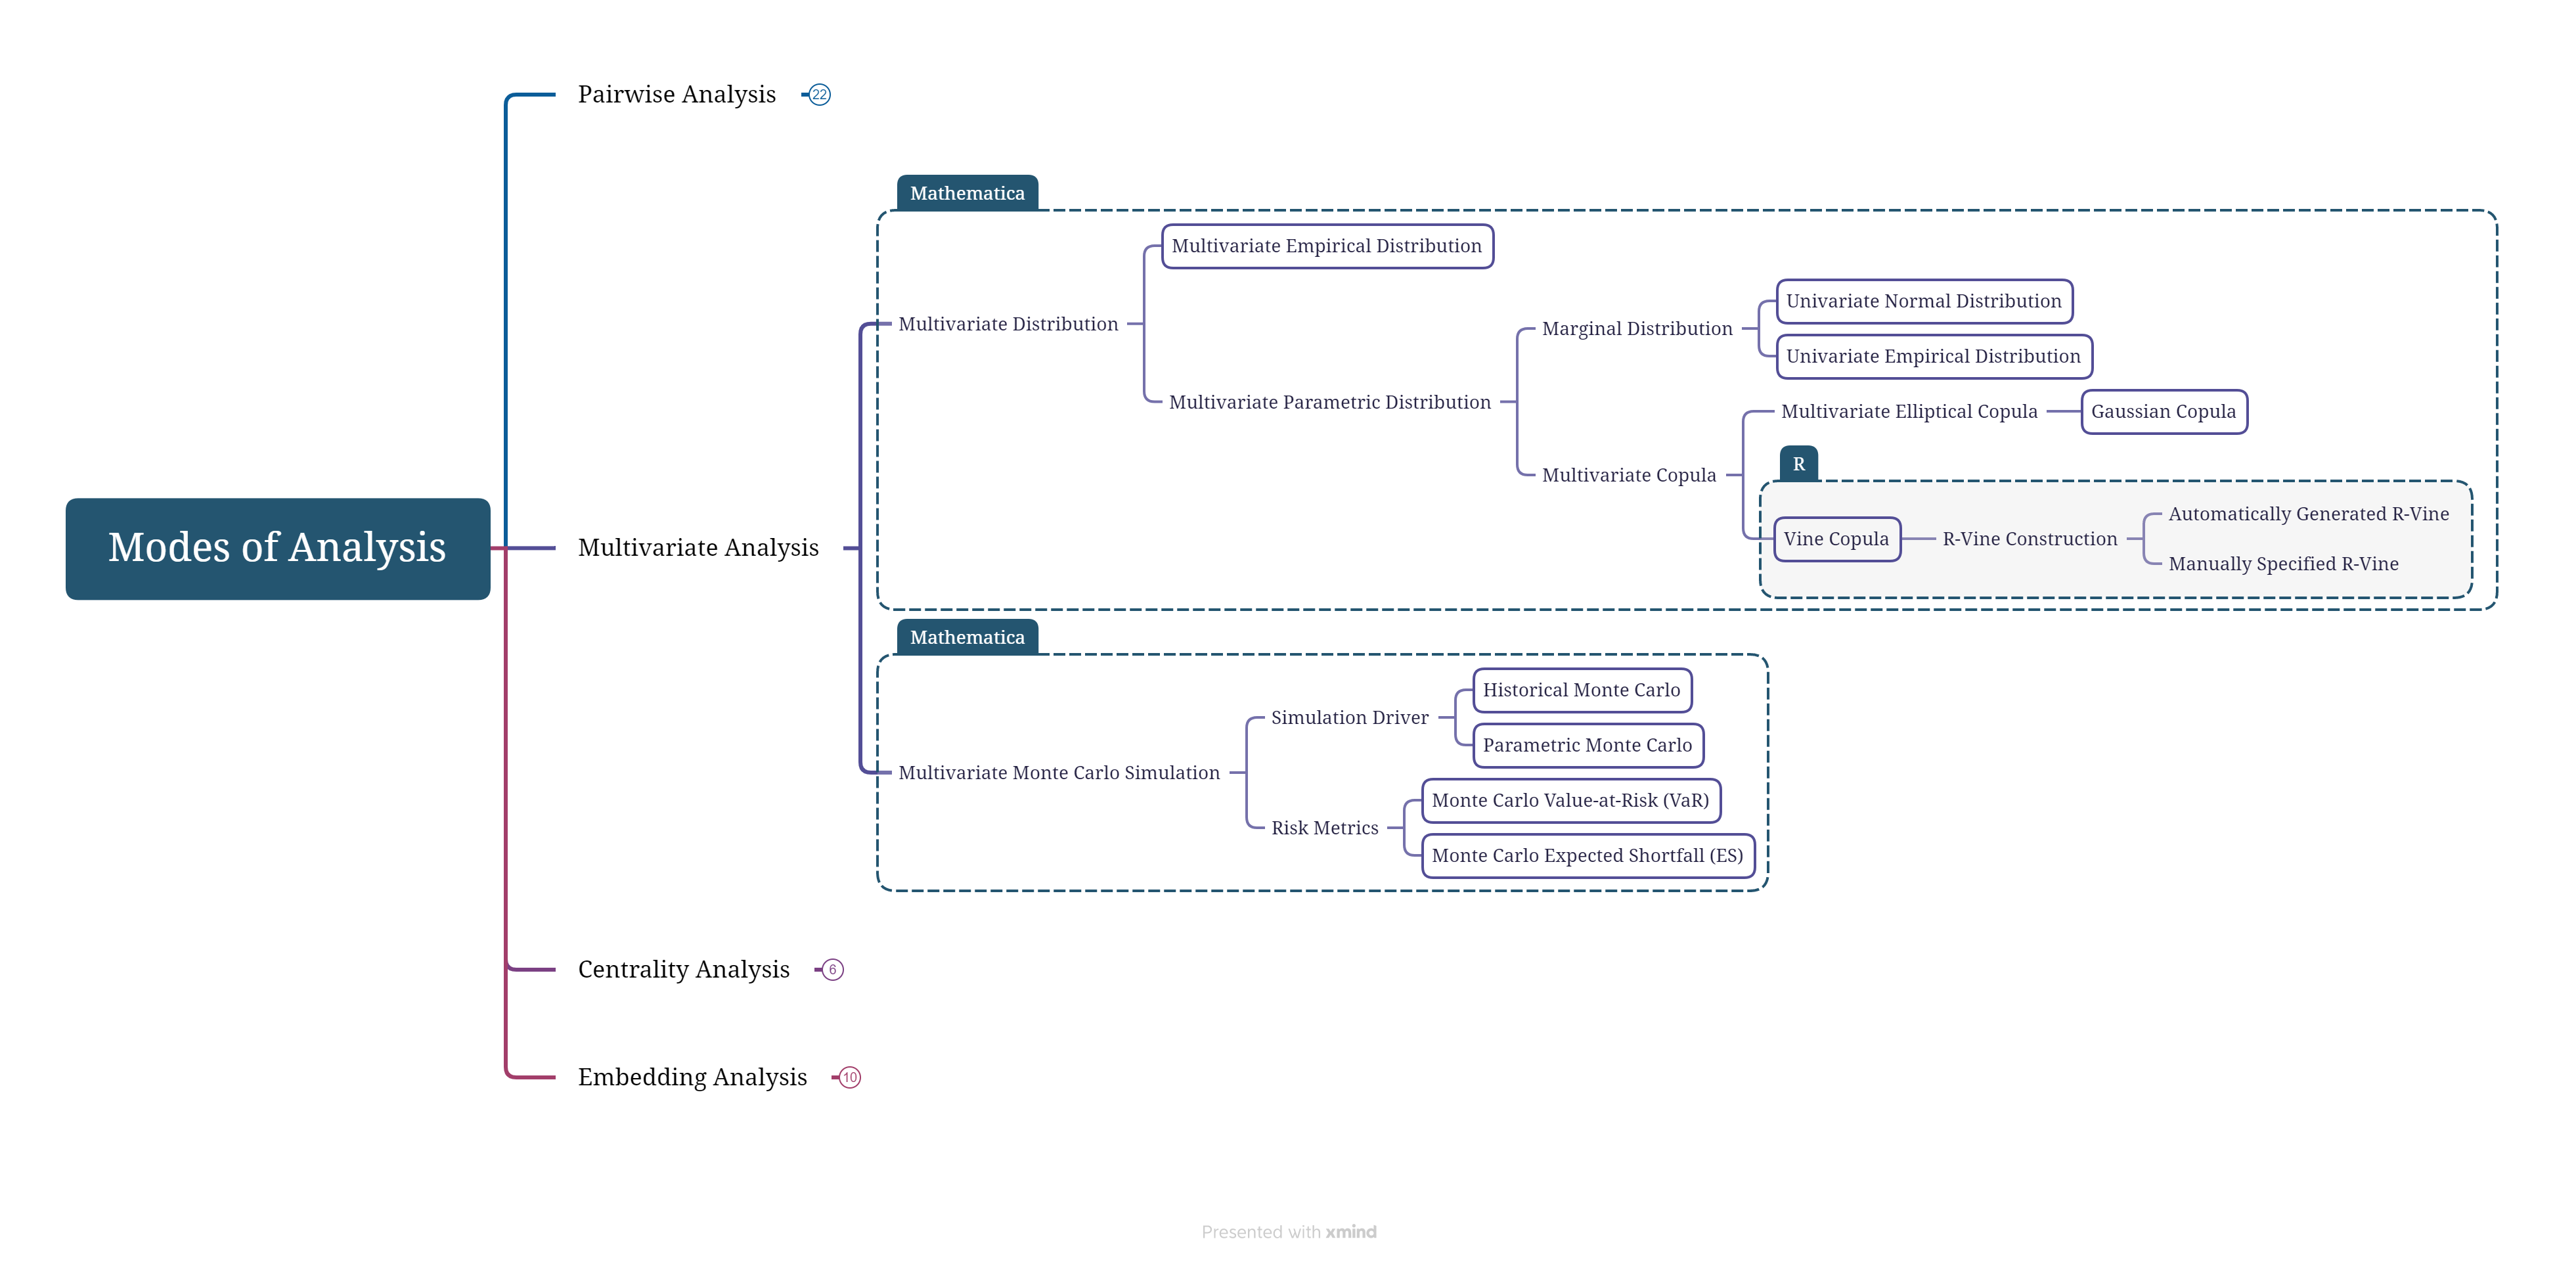 Modes of Analysis
Pairwise Analysis
22
Multivariate Analysis
Mathematica
Multivariate Distribution
Multivariate Empirical Distribution
Multivariate Parametric Distribution
Marginal Distribution
Univariate Normal Distribution
Univariate Empirical Distribution
Multivariate Copula
Multivariate Elliptical Copula
Gaussian Copula
R
Vine Copula
R-Vine Construction
Automatically Generated R-Vine
Manually Specified R-Vine
Mathematica
Multivariate Monte Carlo Simulation
Simulation Driver
Historical Monte Carlo
Parametric Monte Carlo
Risk Metrics
Monte Carlo Value-at-Risk (VaR)
Monte Carlo Expected Shortfall (ES)
Centrality Analysis
6
Embedding Analysis
10
Presented with xmind